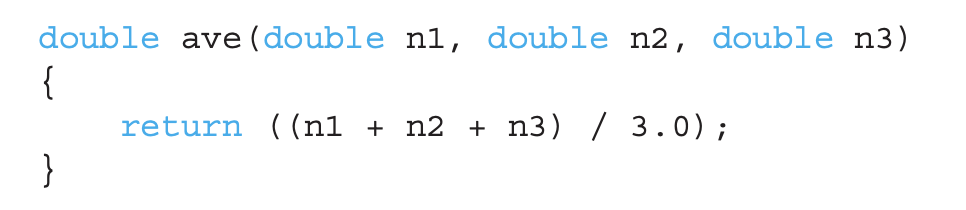 double ave(double n1, double n2, double n3)
{
    return ((n1 + n2 + n3) / 3.0);
}